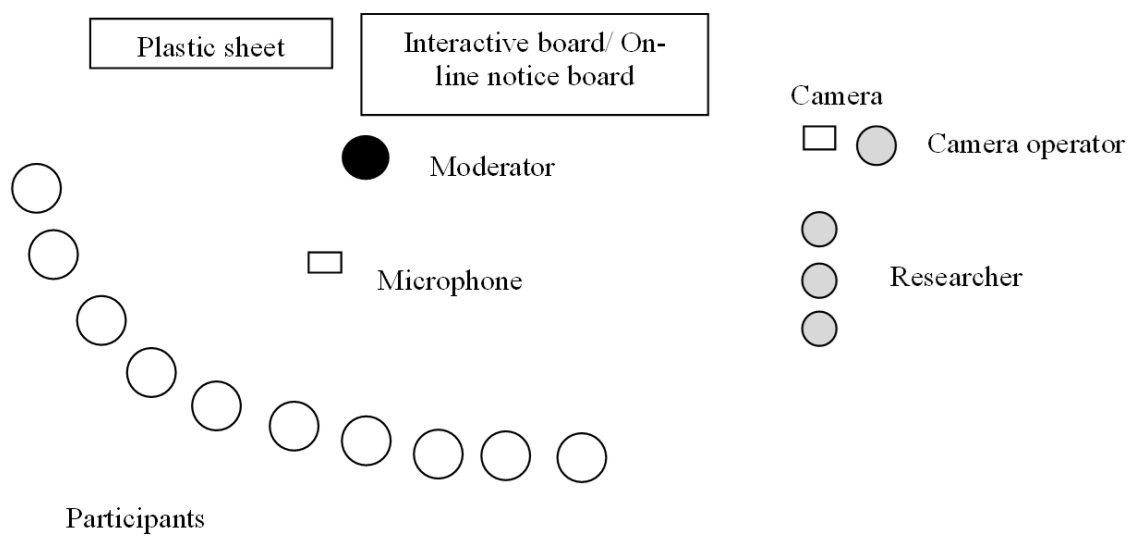 Plastic sheet
Interactive board/ On-
line notice board
Camera
Camera operator
Moderator
Microphone
Researcher
Participants